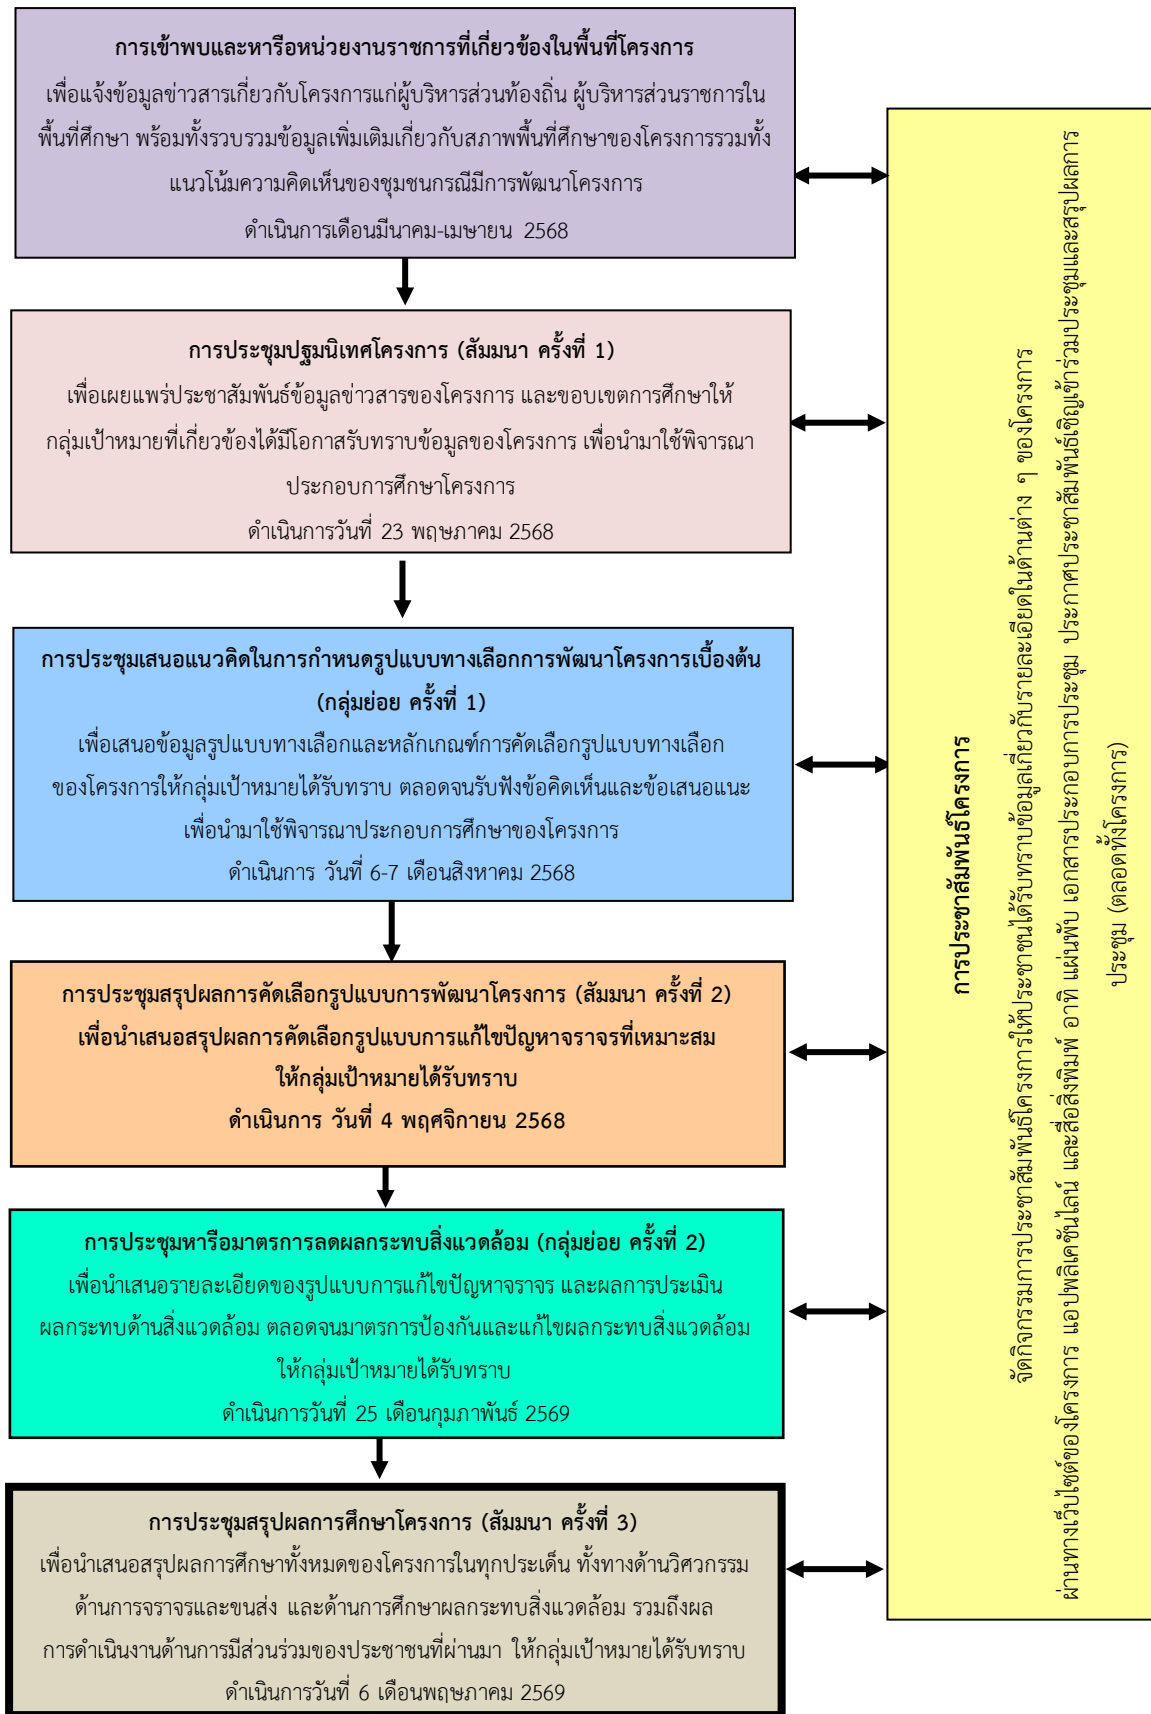 การเข้าพบและหารือหน่วยงานราชการที่เกี่ยวข้องในพื้นที่โครงการ
เพื่อแจ้งข้อมูลข่าวสารเกี่ยวกับโครงการแก่ผู้บริหารส่วนท้องถิ่น ผู้บริหารส่วนราชการใน
พื้นที่ศึกษา พร้อมทั้งรวบรวมข้อมูลเพิ่มเติมเกี่ยวกับสภาพพื้นที่ศึกษาของโครงการรวมทั้ง
แนวโน้มความคิดเห็นของชุมชนกรณีมีการพัฒนาโครงการ
ดำเนินการเดือนมีนาคม-เมษายน 2568
การประชุมปฐมนิเทศโครงการ (สัมมนา ครั้งที่ 1)
เพื่อเผยแพร่ประชาสัมพันธ์ข้อมูลข่าวสารของโครงการ และขอบเขตการศึกษาให้
กลุ่มเป้าหมายที่เกี่ยวข้องได้มีโอกาสรับทราบข้อมูลของโครงการ เพื่อนำมาใช้พิจารณา
ประกอบการศึกษาโครงการ
ดำเนินการวันที่ 23 พฤษภาคม 2568
การประชุมเสนอแนวคิดในการกำหนดรูปแบบทางเลือกการพัฒนาโครงการเบื้องต้น
(กลุ่มย่อย ครั้งที่ 1)
เพื่อเสนอข้อมูลรูปแบบทางเลือกและหลักเกณฑ์การคัดเลือกรูปแบบทางเลือก
ของโครงการให้กลุ่มเป้าหมายได้รับทราบ ตลอดจนรับฟังข้อคิดเห็นและข้อเสนอแนะ
เพื่อนำมาใช้พิจารณาประกอบการศึกษาของโครงการ
ดำเนินการ วันที่ 6-7 เดือนสิงหาคม 2568
การประชุมสรุปผลการคัดเลือกรูปแบบการพัฒนาโครงการ (สัมมนา ครั้งที่ 2)
เพื่อนำเสนอสรุปผลการคัดเลือกรูปแบบการแก้ไขปัญหาจราจรที่เหมาะสม
ให้กลุ่มเป้าหมายได้รับทราบ
ดำเนินการ วันที่ 4 พฤศจิกายน 2568
การประชุมหารือมาตรการลดผลกระทบสิ่งแวดล้อม (กลุ่มย่อย ครั้งที่ 2)
เพื่อนำเสนอรายละเอียดของรูปแบบการแก้ไขปัญหาจราจร และผลการประเมิน
ผลกระทบด้านสิ่งแวดล้อม ตลอดจนมาตรการป้องกันและแก้ไขผลกระทบสิ่งแวดล้อม
ให้กลุ่มเป้าหมายได้รับทราบ
ดำเนินการวันที่ 25 เดือนกุมภาพันธ์ 2569
การประชุมสรุปผลการศึกษาโครงการ (สัมมนา ครั้งที่ 3)
เพื่อนำเสนอสรุปผลการศึกษาทั้งหมดของโครงการในทุกประเด็น ทั้งทางด้านวิศวกรรม
ด้านการจราจรและขนส่ง และด้านการศึกษาผลกระทบสิ่งแวดล้อม รวมถึงผล
การดำเนินงานด้านการมีส่วนร่วมของประชาชนที่ผ่านมา ให้กลุ่มเป้าหมายได้รับทราบ
ดำเนินการวันที่ 6 เดือนพฤษภาคม 2569
การประชาสัมพันธ์โครงการ
จัดกิจกรรมการประชาสัมพันธ์โครงการให้ประชาชนได้รับทราบข้อมูลเกี่ยวกับรายละเอียดในด้านต่าง ๆ ของโครงการ
ผ่านทางเว็บไซต์ของโครงการ แอปพลิเคชันไลน์ และสื่อสิ่งพิมพ์ อาทิ แผ่นพับ เอกสารประกอบการประชุม ประกาศประชาสัมพันธ์เชิญเข้าร่วมประชุมและสรุปผลการ
ประชุม (ตลอดทั้งโครงการ)